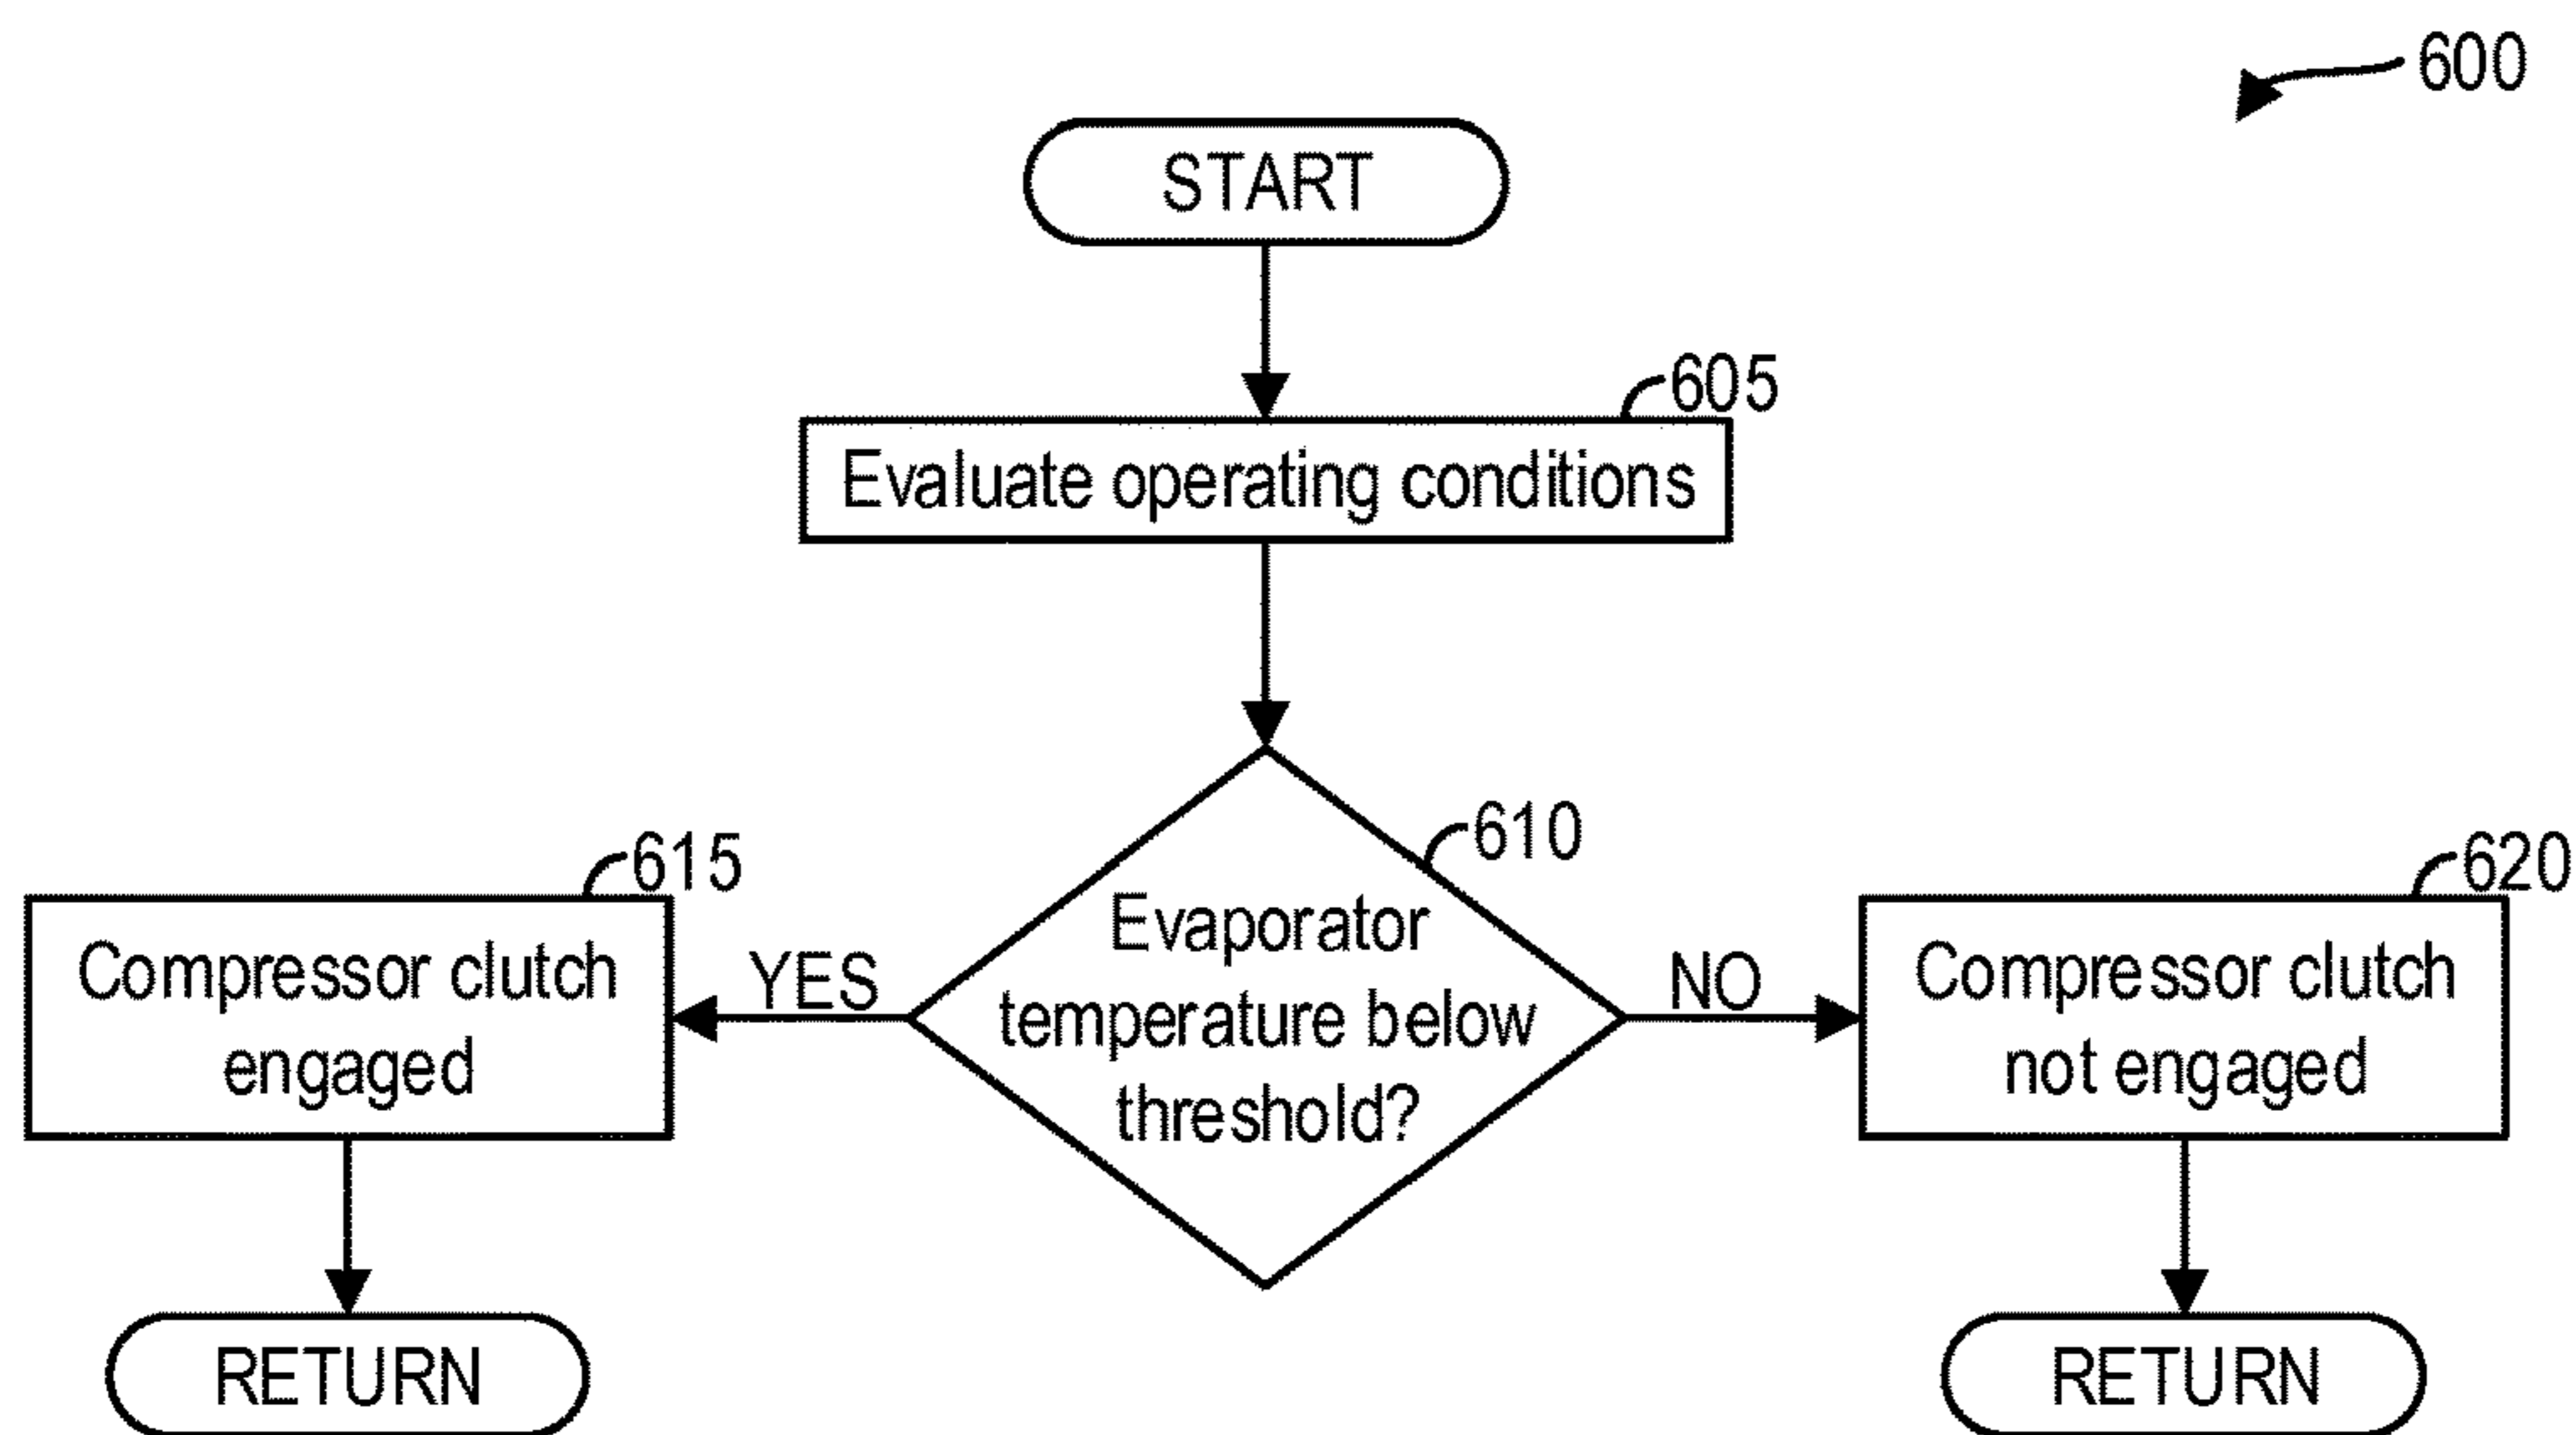 600
START
605
Evaluate operating conditions
610
Evaporator
temperature below
threshold?
YES
NO
615
Compressor clutch
engaged
620
Compressor clutch
not engaged
RETURN
RETURN